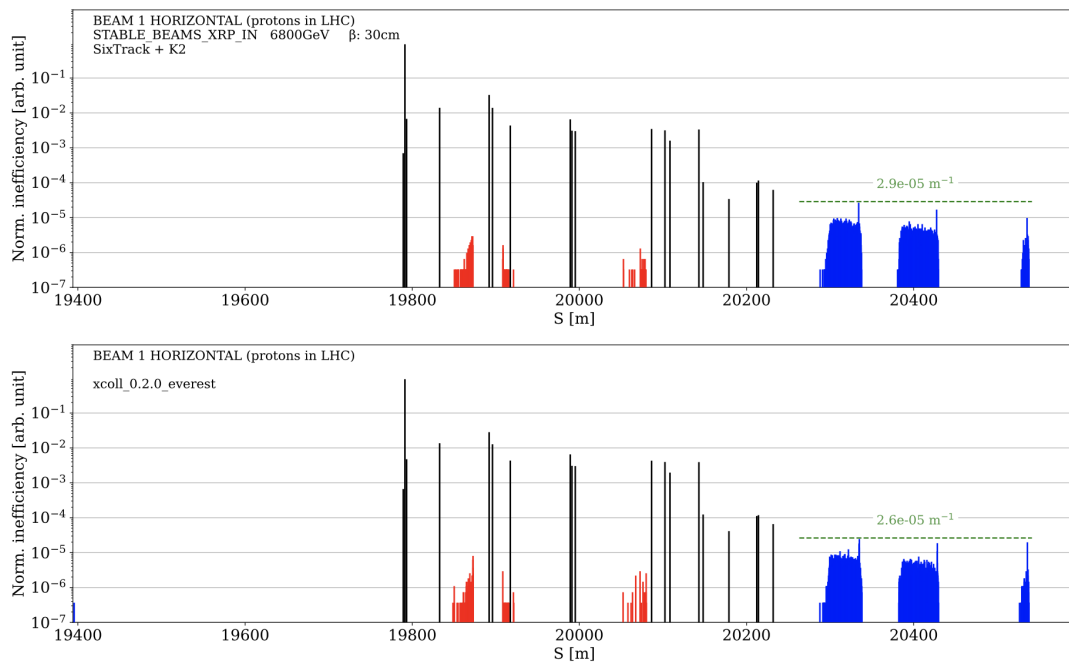 BEAM 1 HORIZONTAL (protons in LHC)
STABLE_BEAMS_XRP_IN 6800GeV β: 30cm
SixTrack + K2
Norm. inefficiency [arb. unit]
10⁻¹
10⁻²
10⁻³
10⁻⁴
10⁻⁵
10⁻⁶
10⁻⁷
2.9e-05 m⁻¹
19400 19600 19800 20000 20200 20400
S [m]
BEAM 1 HORIZONTAL (protons in LHC)
xcoll_0.2.0_everest
Norm. inefficiency [arb. unit]
10⁻¹
10⁻²
10⁻³
10⁻⁴
10⁻⁵
10⁻⁶
10⁻⁷
2.6e-05 m⁻¹
19400 19600 19800 20000 20200 20400
S [m]